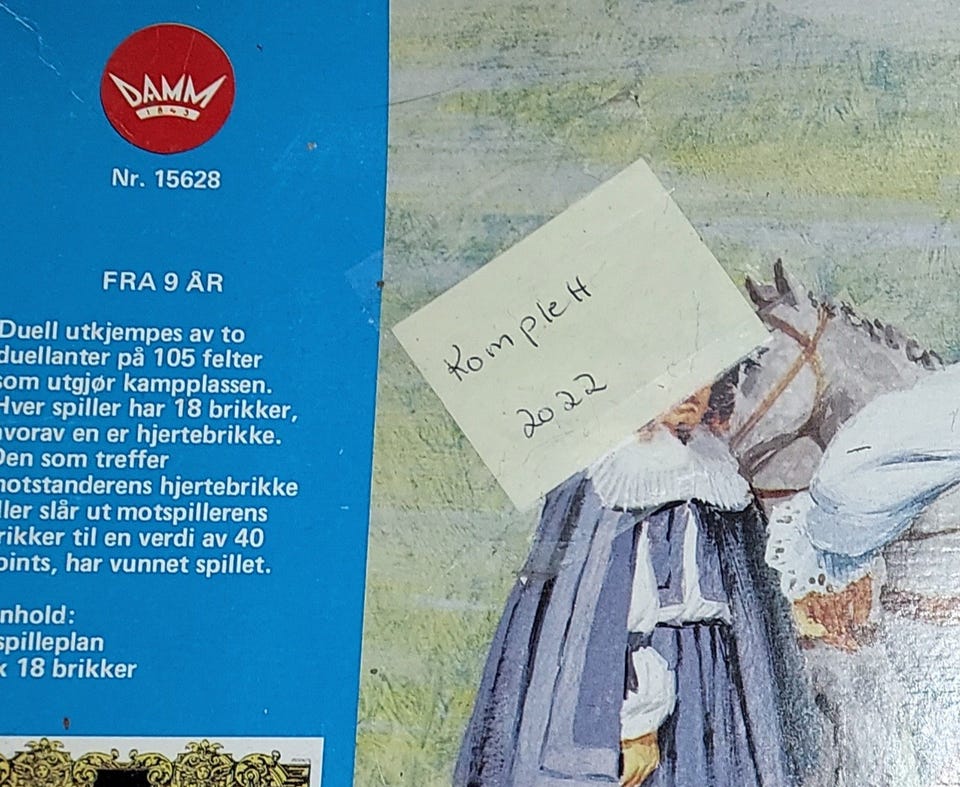 DAMM
1843
Nr. 15628
FRA 9 ÅR
Duell utkjempes av to
duellanter på 105 felter
som utgjør kampplassen.
Hver spiller har 18 brikker,
hvorav en er hjertebrikke.
Den som treffer
motstanderens hjertebrikke
eller slår ut motspillerens
brikker til en verdi av 40
points, har vunnet spillet.
Innhold:
spilleplan
x 18 brikker
Komplett
2022